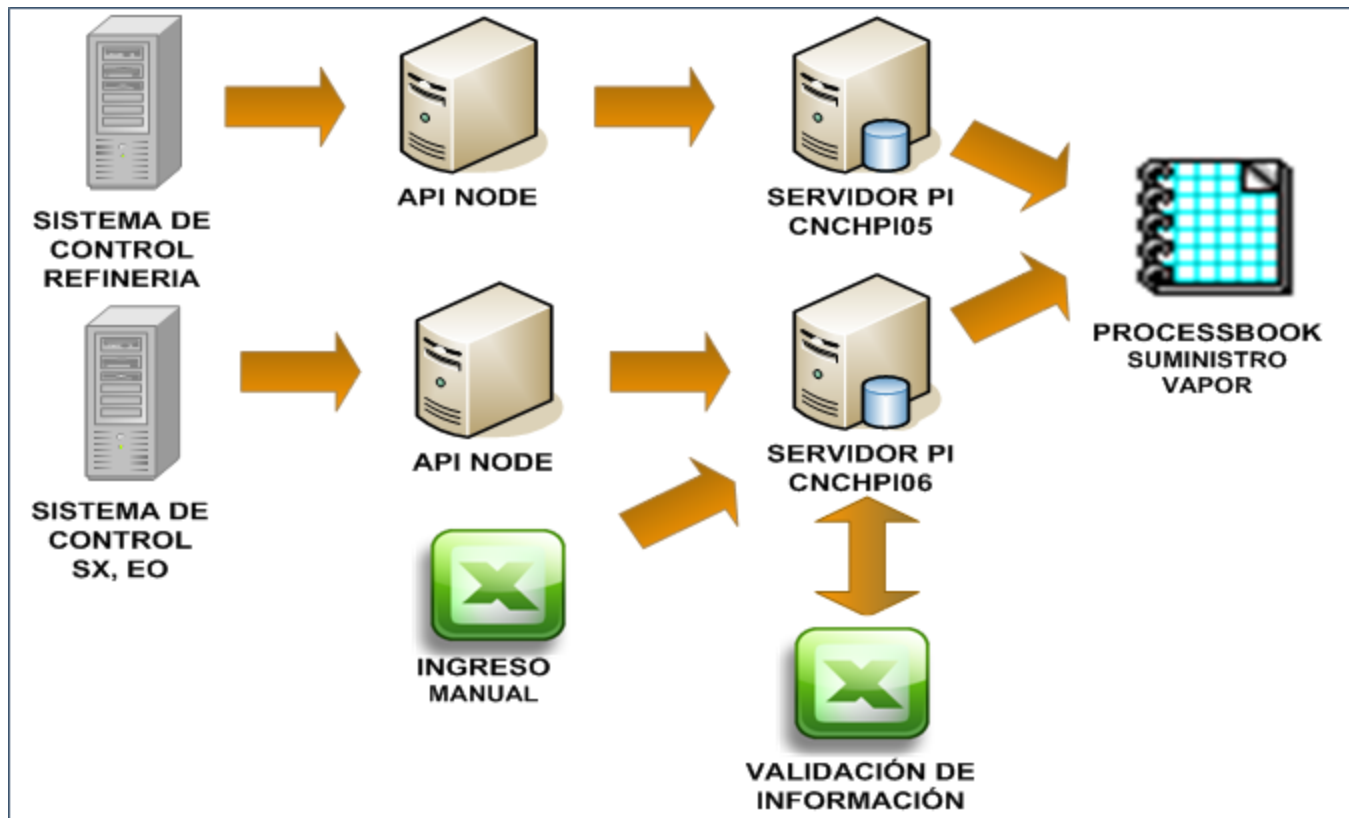 SISTEMA DE
CONTROL
REFINERIA
API NODE
SERVIDOR PI
CNCHPI05
PROCESSBOOK
SUMINISTRO
VAPOR
SISTEMA DE
CONTROL
SX, EO
API NODE
SERVIDOR PI
CNCHPI06
INGRESO
MANUAL
VALIDACIÓN DE
INFORMACIÓN